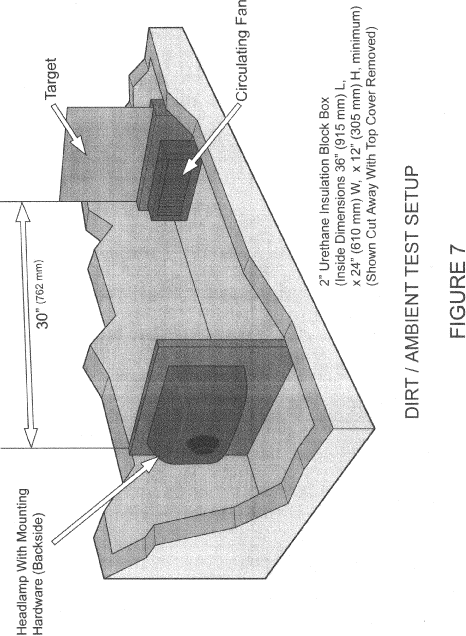 Headlamp With Mounting
Hardware (Backside)
30" (762 mm)
Target
Circulating Fan
2" Urethane Insulation Block Box
(Inside Dimensions 36" (915 mm) L,
x 24" (610 mm) W, x 12" (305 mm) H, minimum)
(Shown Cut Away With Top Cover Removed)
DIRT / AMBIENT TEST SETUP
FIGURE 7